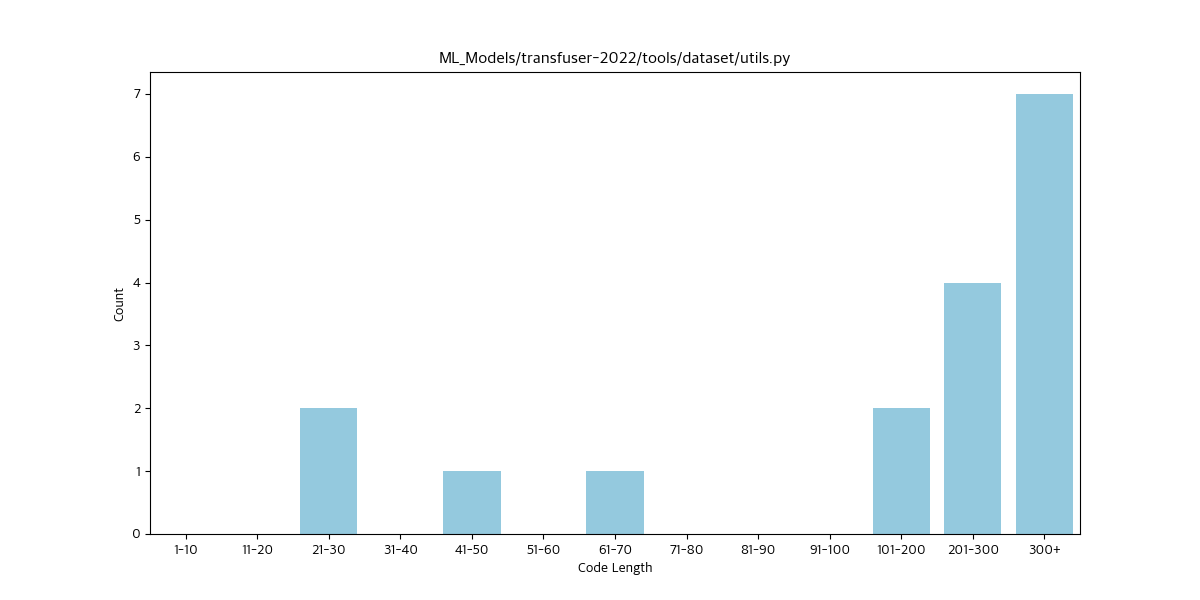 ML_Models/transfuser-2022/tools/dataset/utils.py
7
6
5
4
3
2
1
0
Count
1-10 11-20 21-30 31-40 41-50 51-60 61-70 71-80 81-90 91-100 101-200 201-300 300+
Code Length